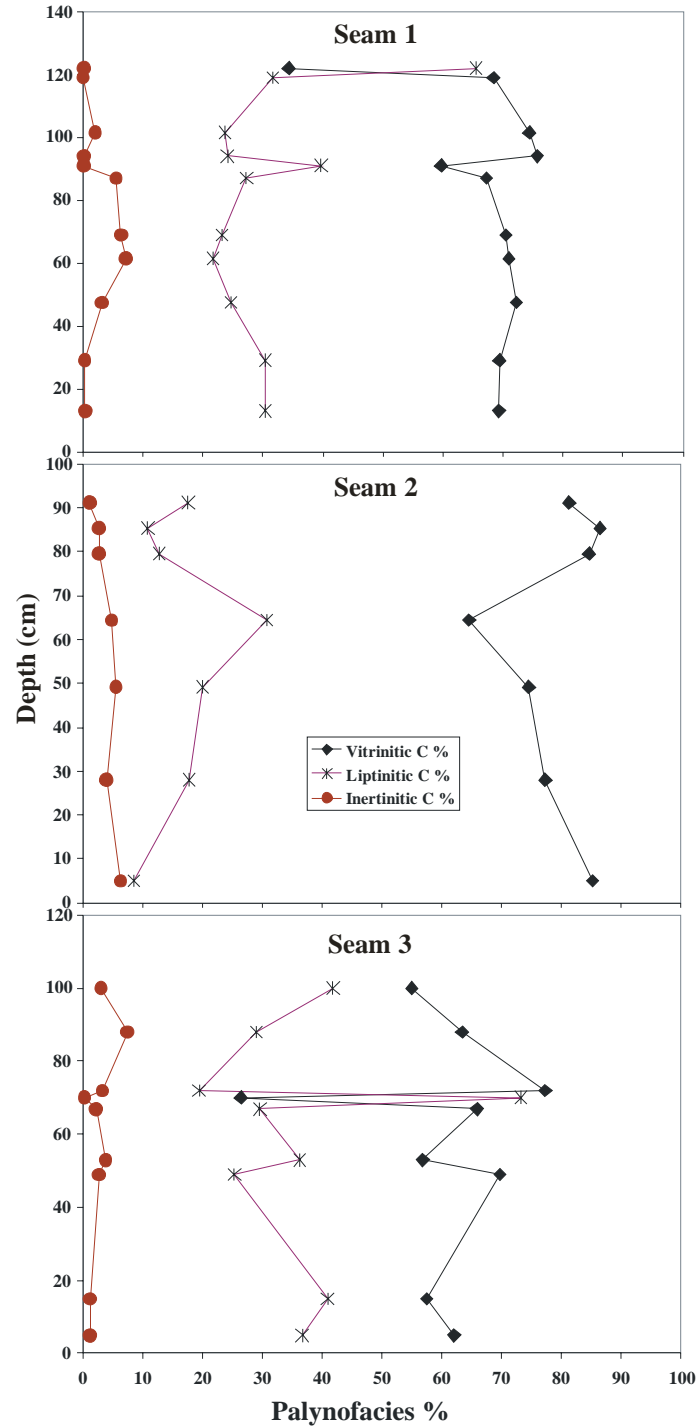 Seam 1
140
120
100
80
60
40
20
0
Seam 2
100
90
80
70
60
50
40
30
20
10
0
Depth (cm)
Vitrinitic C %
Liptinitic C %
Inertinitic C %
Seam 3
120
100
80
60
40
20
0
0 10 20 30 40 50 60 70 80 90 100
Palynofacies %